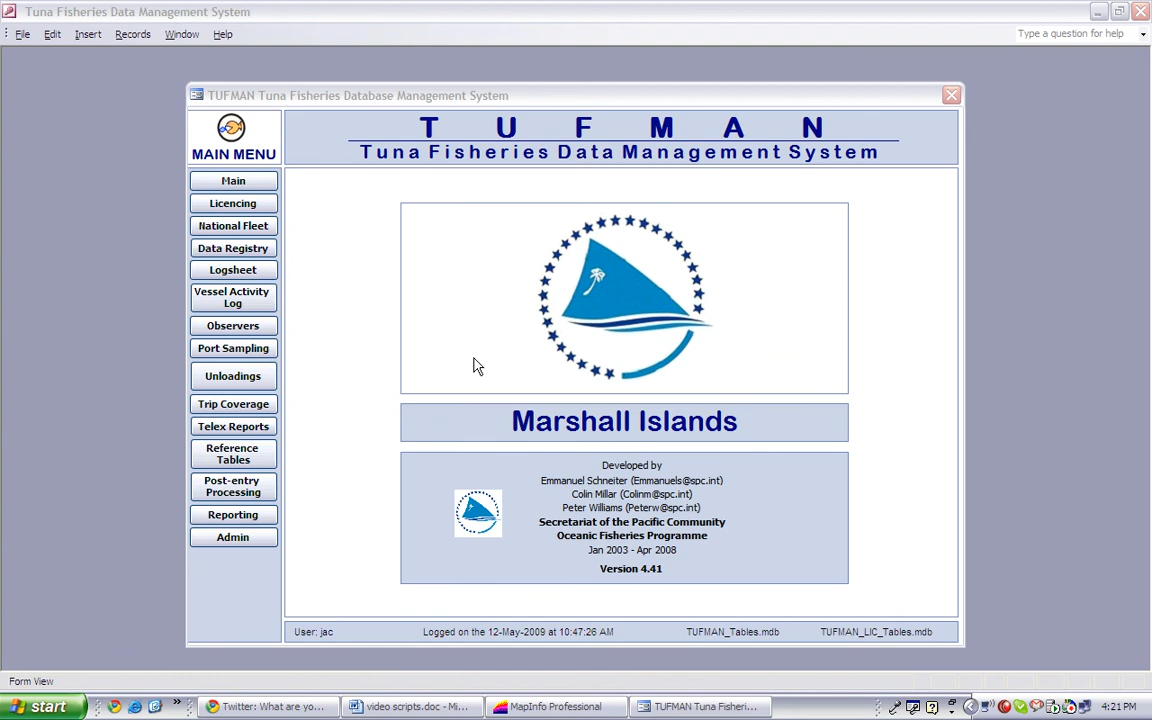 Tuna Fisheries Data Management System
File Edit Insert Records Window Help
Type a question for help
TUFMAN Tuna Fisheries Database Management System
MAIN MENU
T U F M A N
Tuna Fisheries Data Management System
Main
Licencing
National Fleet
Data Registry
Logsheet
Vessel Activity
Log
Observers
Port Sampling
Unloadings
Trip Coverage
Telex Reports
Reference
Tables
Post-entry
Processing
Reporting
Admin
Marshall Islands
Developed by
Emmanuel Schneiter (Emmanuels@spc.int)
Colin Millar (Colinm@spc.int)
Peter Williams (Peterw@spc.int)
Secretariat of the Pacific Community
Oceanic Fisheries Programme
Jan 2003 - Apr 2008
Version 4.41
User: jac
Logged on the 12-May-2009 at 10:47:26 AM
TUFMAN_Tables.mdb
TUFMAN_LIC_Tables.mdb
Form View
start
Twitter: What are yo...
video scripts.doc - Mi...
MapInfo Professional
TUFMAN Tuna Fisheri...
4:21 PM